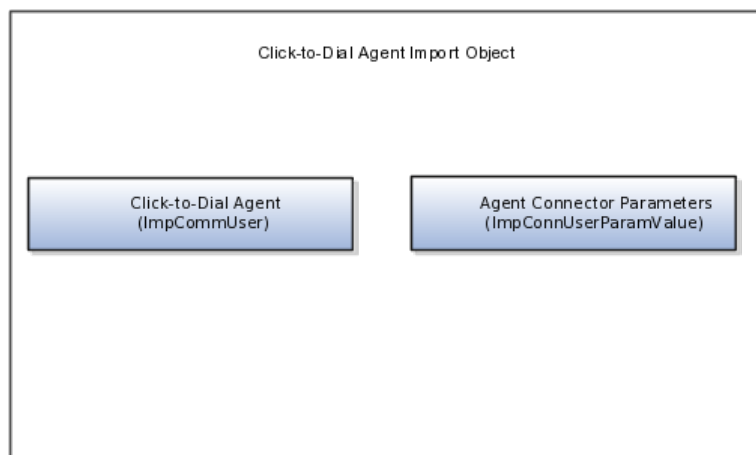 Click-to-Dial Agent Import Object
Click-to-Dial Agent
(ImpCommUser)
Agent Connector Parameters
(ImpConnUserParamValue)